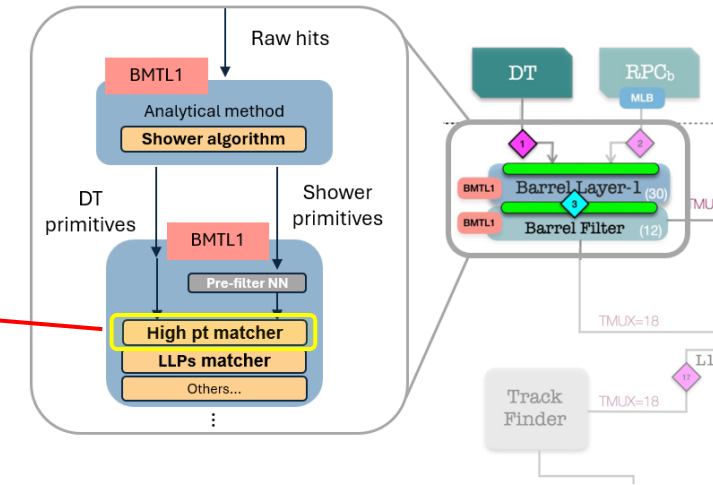 Raw hits
BMTL1
Analytical method
Shower algorithm
DT
primitives
Shower
primitives
BMTL1
Pre-filter NN
High pt matcher
LLPs matcher
Others...
⋮
DT
RPCb
MLB
1
2
BMTL1
Barrel Layer-1
(30)
3
BMTL1
Barrel Filter
(12)
TMU
TMUX=18
17
L1
Track
Finder
TMUX=18